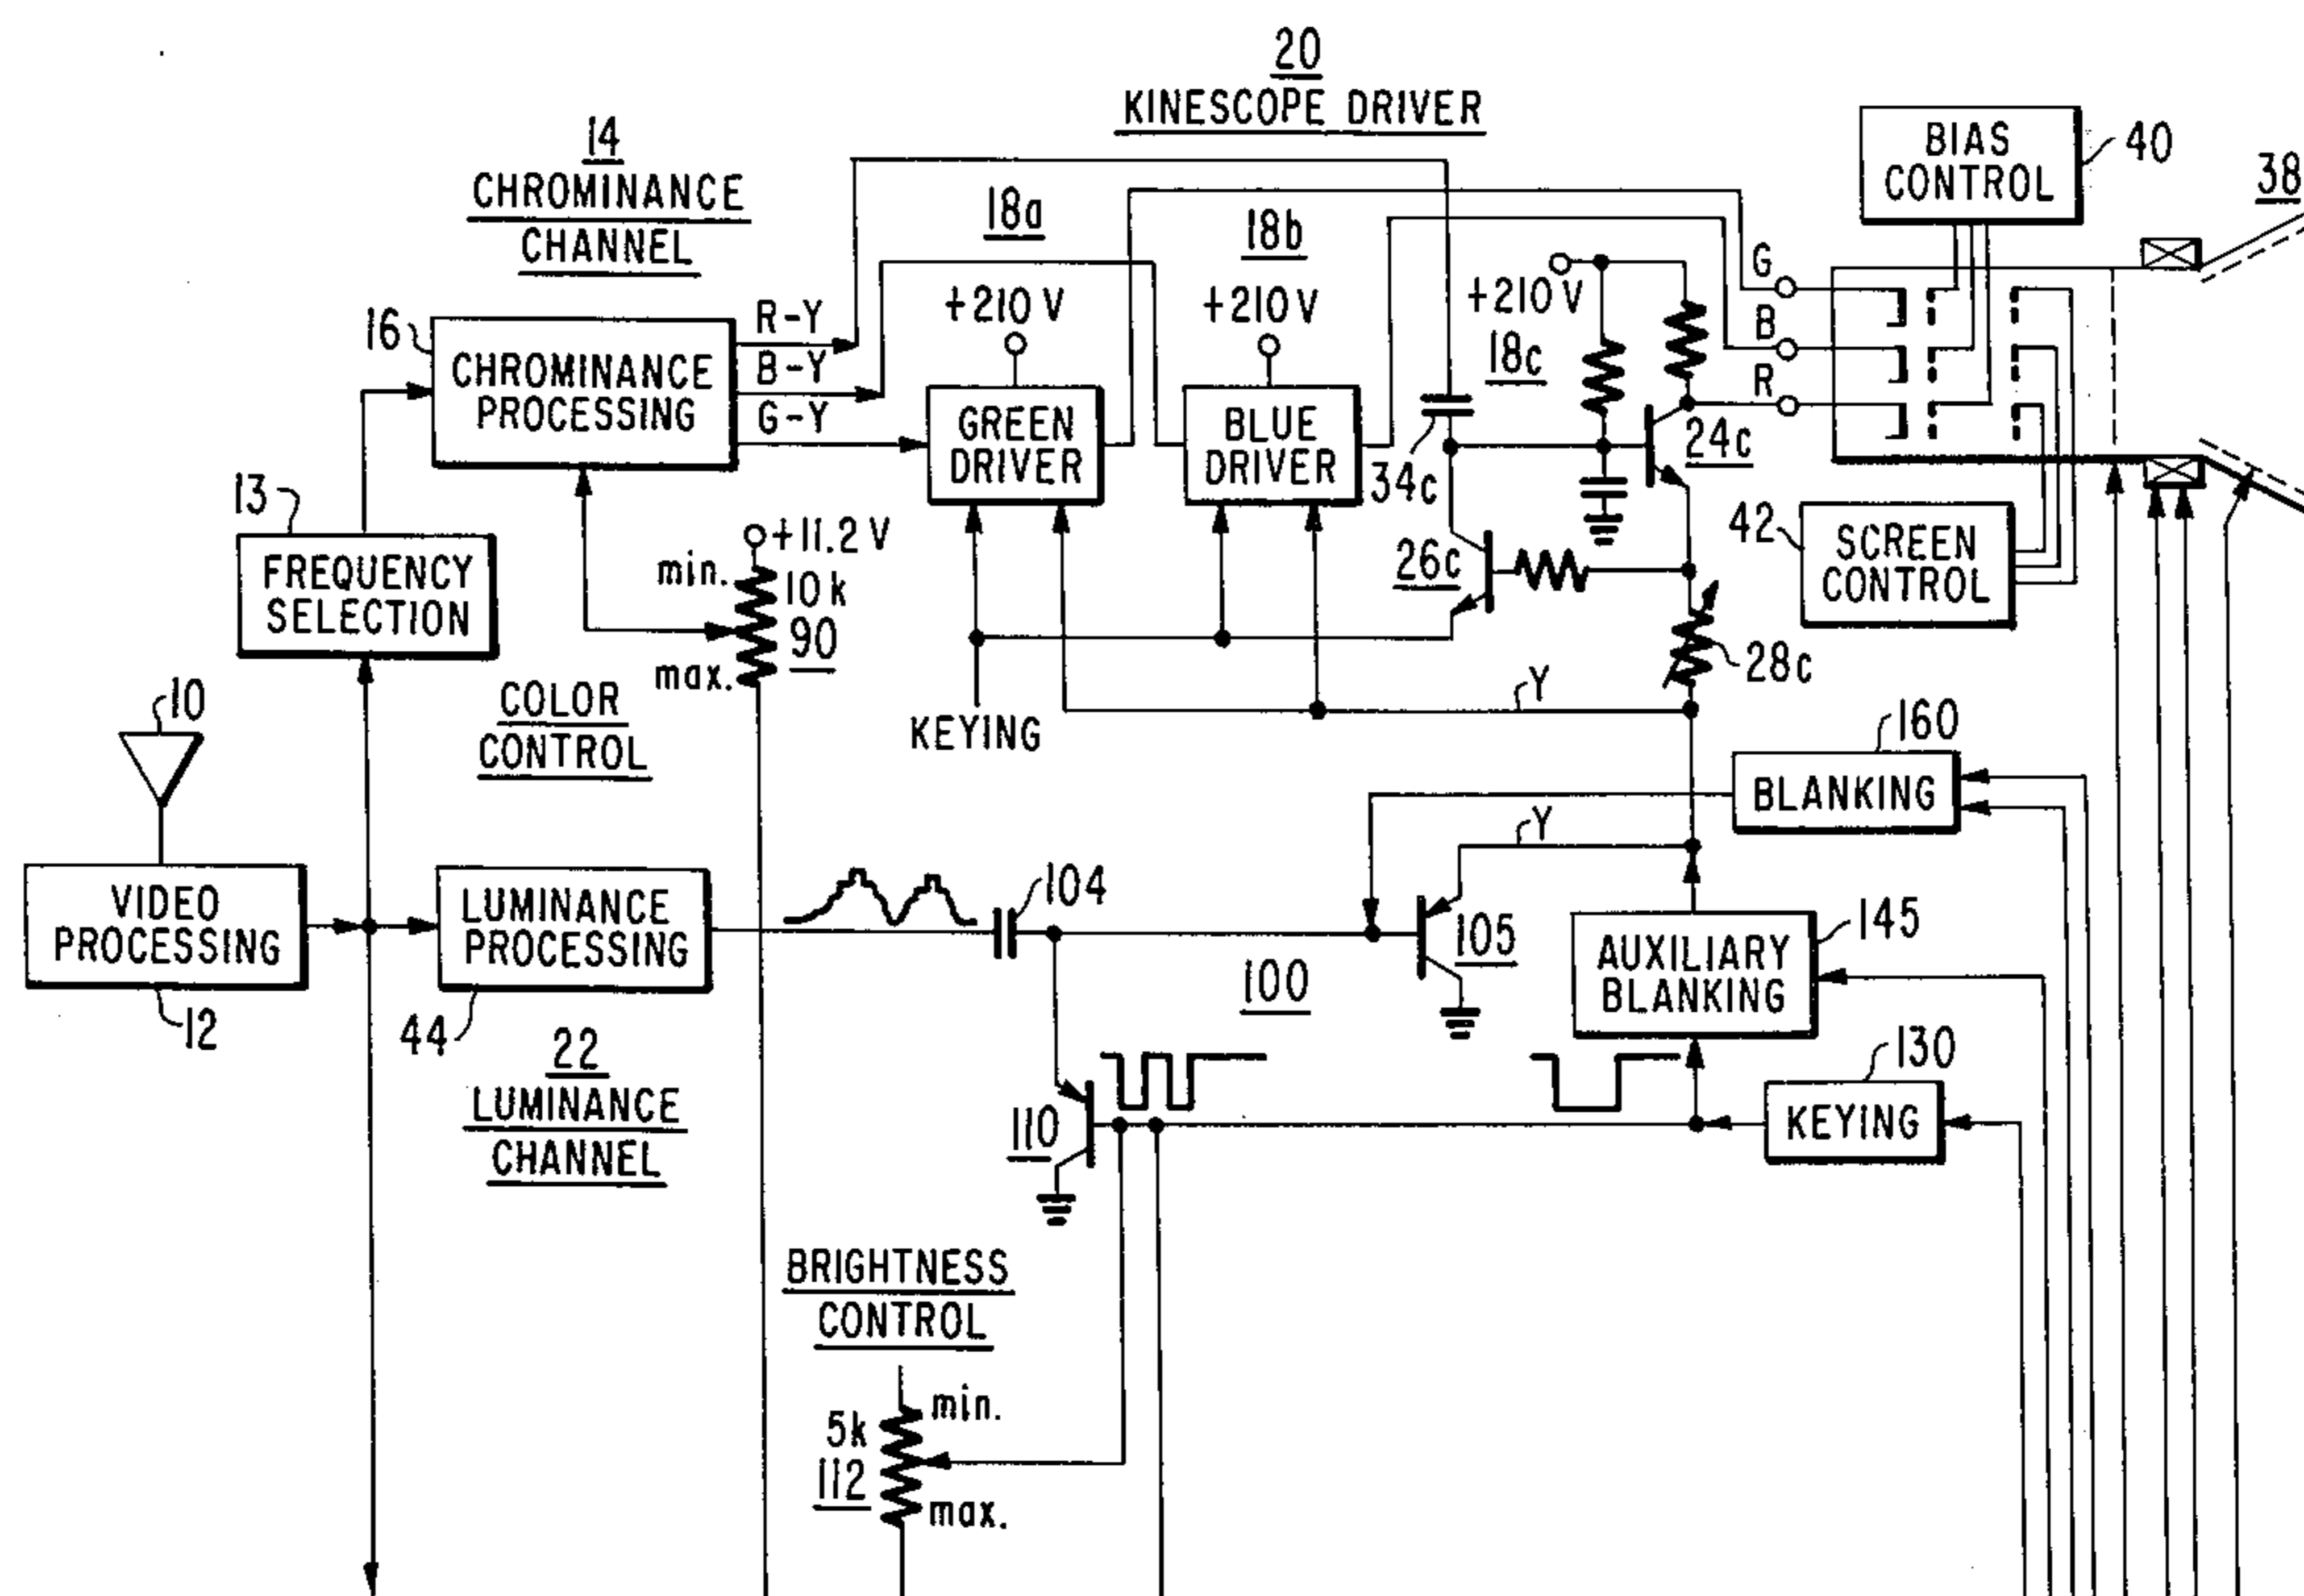 20
KINESCOPE DRIVER
14
CHROMINANCE
CHANNEL
18a
18b
BIAS
CONTROL
40
38
16
CHROMINANCE
PROCESSING
R-Y
B-Y
G-Y
+210 V
+210 V
+210 V
18c
G
B
R
GREEN
DRIVER
BLUE
DRIVER
34c
24c
13
FREQUENCY
SELECTION
+11.2 V
min.
10k
90
max.
26c
42
SCREEN
CONTROL
28c
COLOR
CONTROL
KEYING
Y
10
160
BLANKING
Y
VIDEO
PROCESSING
12
LUMINANCE
PROCESSING
44
104
105
100
AUXILIARY
BLANKING
145
22
LUMINANCE
CHANNEL
110
130
KEYING
BRIGHTNESS
CONTROL
min.
5k
112
max.